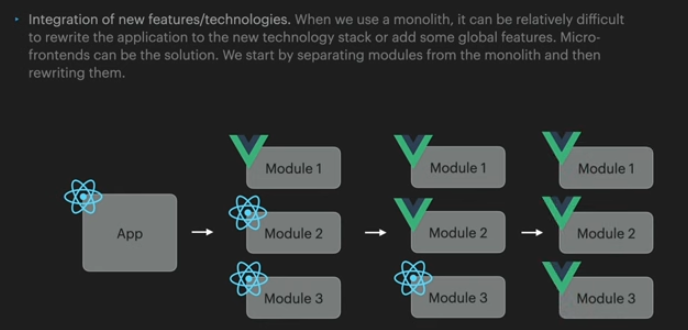 Integration of new features/technologies. When we use a monolith, it can be relatively difficult
to rewrite the application to the new technology stack or add some global features. Micro-
frontends can be the solution. We start by separating modules from the monolith and then
rewriting them.
Module 1
Module 1
Module 1
App
Module 2
Module 2
Module 2
Module 3
Module 3
Module 3